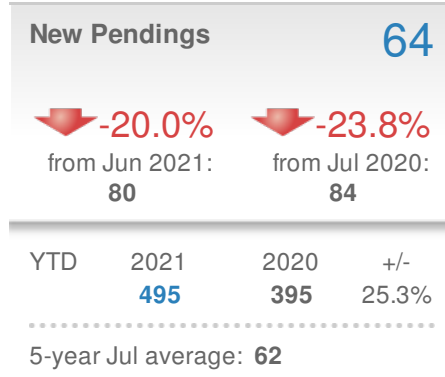 New Pendings 64
-20.0% -23.8%
from Jun 2021: from Jul 2020:
80 84
YTD 2021 2020 +/-
495 395 25.3%
5-year Jul average: 62